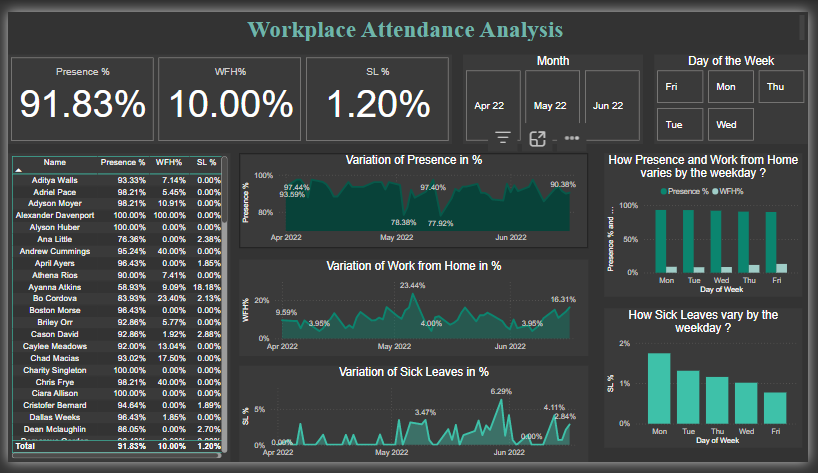 Workplace Attendance Analysis
Presence %
91.83%
WFH%
10.00%
SL %
1.20%
Month
Apr 22
May 22
Jun 22
Day of the Week
Fri
Mon
Thu
Tue
Wed
Name Presence % WFH% SL %
Aditya Walls 93.33% 7.14% 0.00%
Adriel Pace 98.21% 5.45% 0.00%
Adyson Moyer 98.21% 10.91% 0.00%
Alexander Davenport 100.00% 100.00% 0.00%
Alyson Huber 100.00% 0.00% 0.00%
Ana Little 76.36% 0.00% 2.38%
Andrew Cummings 95.24% 40.00% 0.00%
April Ayers 96.43% 0.00% 1.85%
Athena Rios 90.00% 7.41% 0.00%
Ayanna Atkins 58.93% 9.09% 18.18%
Bo Cordova 83.93% 23.40% 2.13%
Boston Morse 96.43% 0.00% 0.00%
Briley Orr 92.86% 5.77% 0.00%
Cason David 92.86% 1.92% 2.88%
Caylee Meadows 92.00% 13.04% 0.00%
Chad Macias 93.02% 17.50% 0.00%
Charity Singleton 100.00% 0.00% 0.00%
Chris Frye 98.21% 40.00% 0.00%
Ciara Allison 100.00% 0.00% 0.00%
Cristofer Bernard 94.64% 0.00% 1.89%
Dallas Weeks 96.43% 1.85% 0.00%
Dean Mclaughlin 86.05% 0.00% 2.70%
Total 91.83% 10.00% 1.20%
Variation of Presence in %
Presence %
100%
80%
97.44%
93.59%
78.38%
97.40%
77.92%
90.38%
Apr 2022
May 2022
Jun 2022
Variation of Work from Home in %
WFH%
20%
0%
9.59%
3.95%
23.44%
4.00%
3.95%
16.31%
Apr 2022
May 2022
Jun 2022
Variation of Sick Leaves in %
SL %
5%
0%
0.00%
3.47%
6.29%
0.00%
4.11%
2.84%
Apr 2022
May 2022
Jun 2022
How Presence and Work from Home
varies by the weekday ?
Presence % WFH%
Presence % and ...
100%
50%
0%
Mon
Tue
Wed
Thu
Fri
Day of Week
How Sick Leaves vary by the
weekday ?
SL %
2%
1%
0%
Mon
Tue
Wed
Thu
Fri
Day of Week